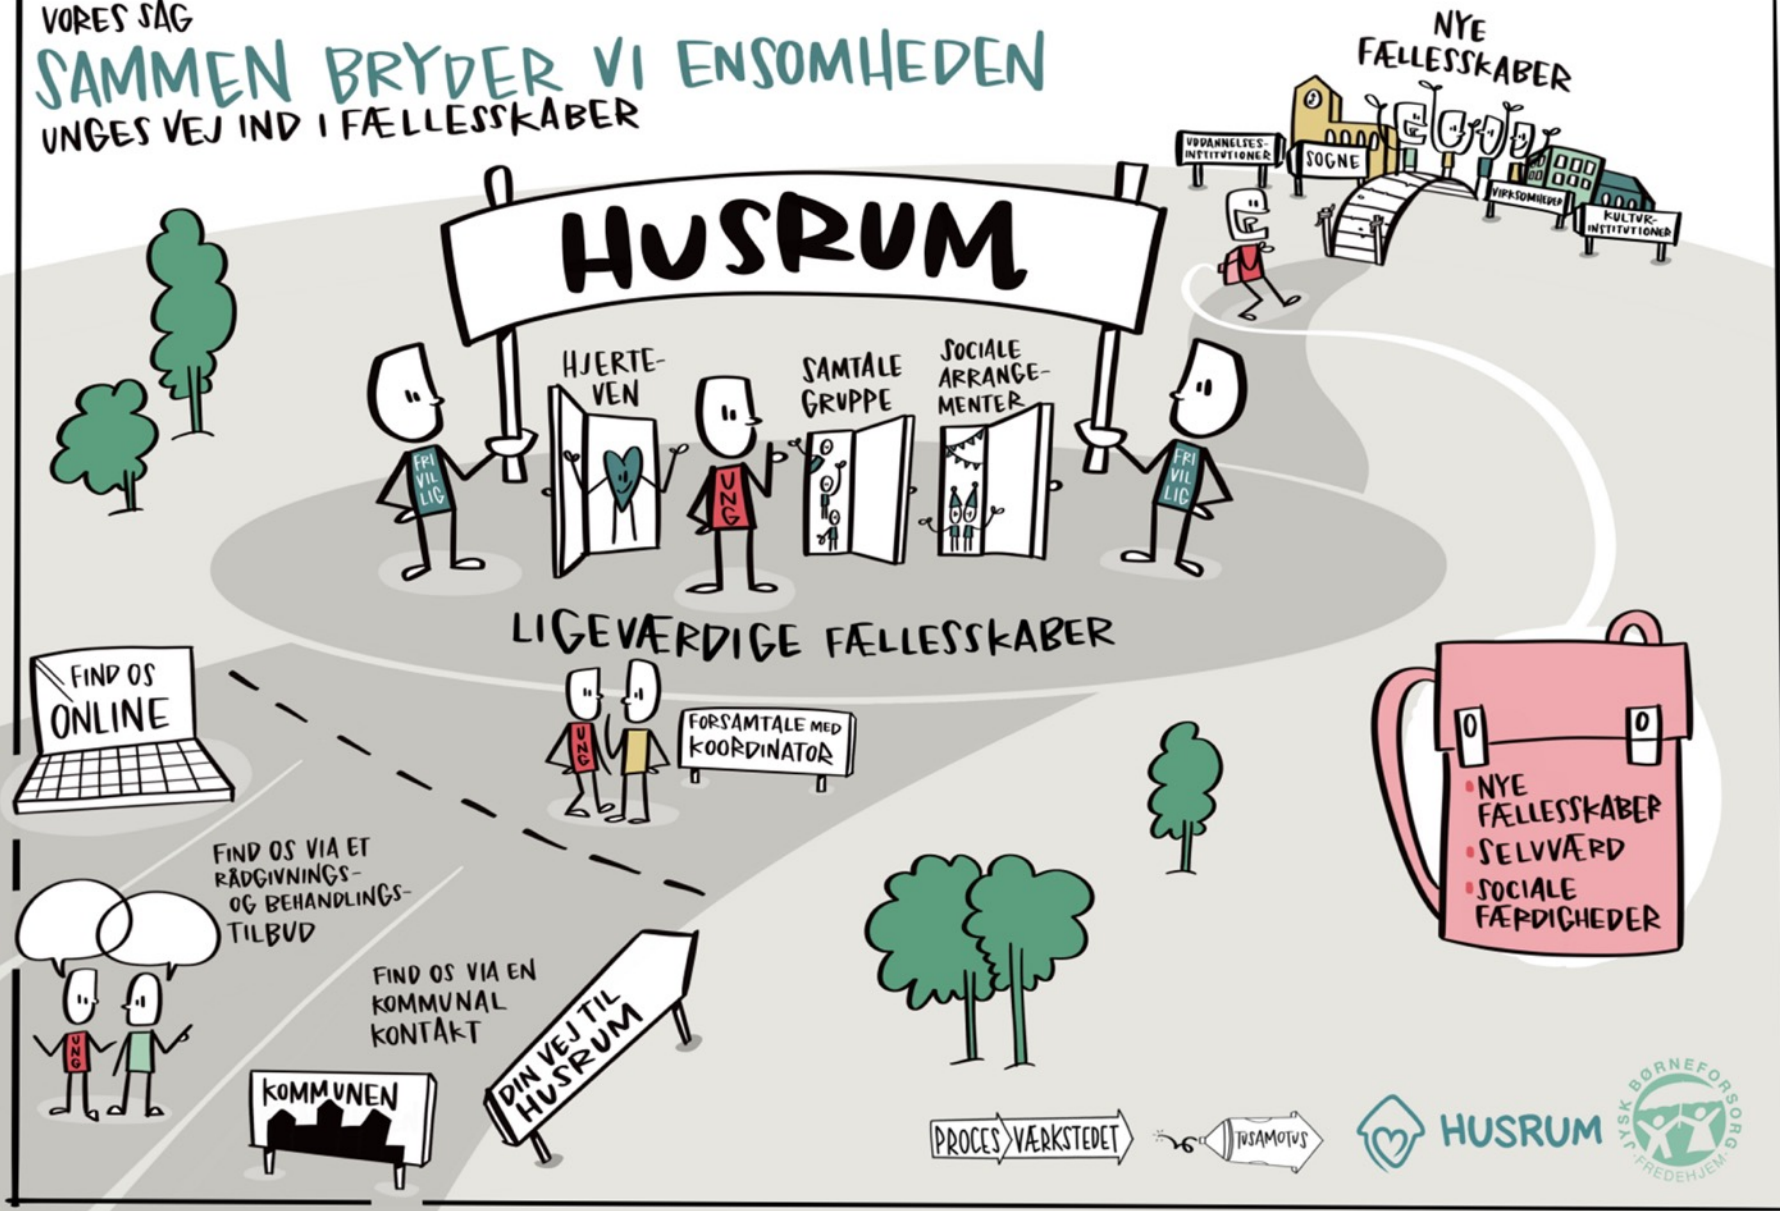 VORES SAG
SAMMEN BRYDER VI ENSOMHEDEN
UNGES VEJ IND I FÆLLESSKABER
NYE
FÆLLESSKABER
UDDANNELSES-
INSTITUTIONER
SOGNE
VIRKSOMHEDER
KULTUR-
INSTITUTIONER
HUSRUM
HJERTE-
VEN
SAMTALE
GRUPPE
SOCIALE
ARRANGE-
MENTER
FRI
VIL
LIG
UNG
FRI
VIL
LIG
LIGEVÆRDIGE FÆLLESSKABER
FIND OS
ONLINE
UNG
FORSAMTALE MED
KOORDINATOR
NYE
FÆLLESSKABER
SELVVÆRD
SOCIALE
FÆRDIGHEDER
FIND OS VIA ET
RÅDGIVNINGS-
OG BEHANDLINGS-
TILBUD
UNG
FIND OS VIA EN
KOMMUNAL
KONTAKT
KOMMUNEN
DIN VEJ TIL
HUSRUM
PROCES VÆRKSTEDET
TUSAMOTUS
HUSRUM
JYSK BØRNEFORSORG
FREDEHJEM